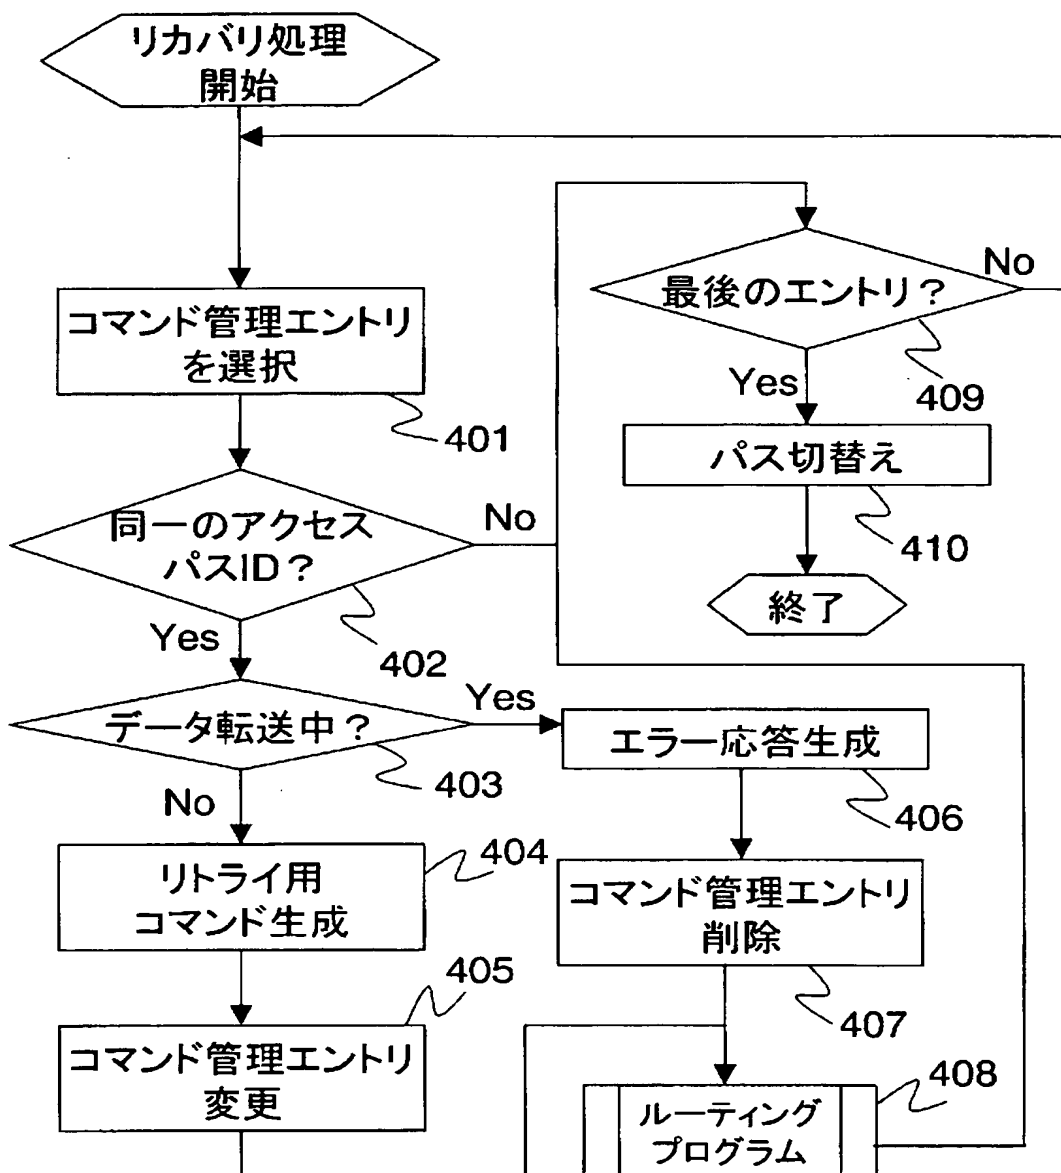 リカバリ処理
開始
コマンド管理エントリ
を選択
401
同一のアクセス
パスID?
No
Yes
402
データ転送中?
Yes
403
No
リトライ用
コマンド生成
404
405
コマンド管理エントリ
変更
エラー応答生成
406
コマンド管理エントリ
削除
407
ルーティング
プログラム
408
最後のエントリ?
No
Yes
409
パス切替え
410
終了